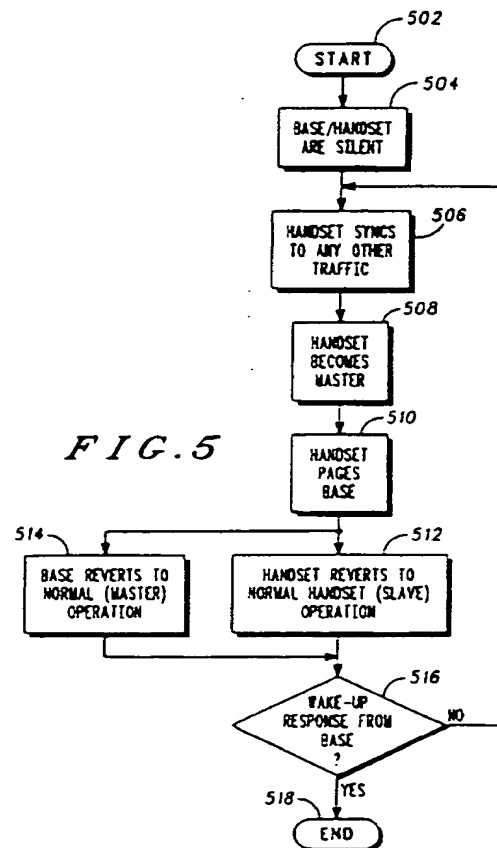 502
START
504
BASE/HANDSET
ARE SILENT
506
HANDSET SYNCS
TO ANY OTHER
TRAFFIC
508
HANDSET
BECOMES
MASTER
FIG.5
510
HANDSET
PAGES
BASE
514
BASE REVERTS TO
NORMAL (MASTER)
OPERATION
512
HANDSET REVERTS TO
NORMAL HANDSET (SLAVE)
OPERATION
516
WAKE-UP
RESPONSE FROM
BASE
?
NO
YES
518
END